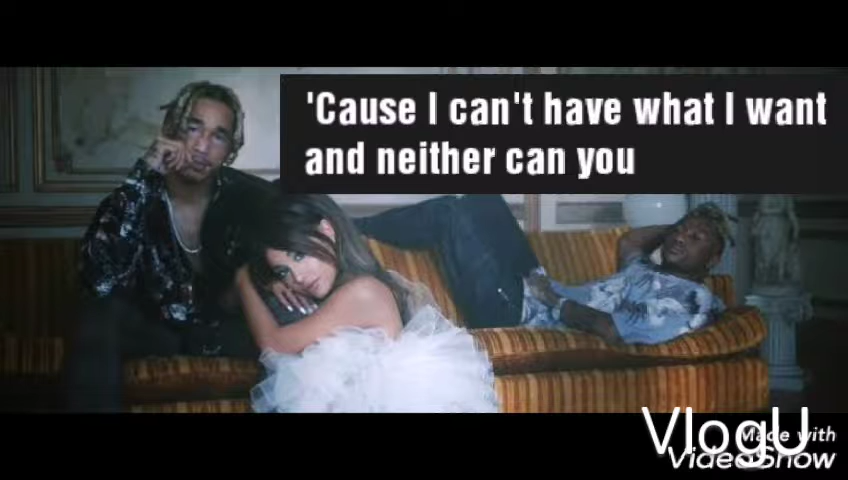 'Cause I can't have what I want
and neither can you
VlogU
Made with
VideoShow